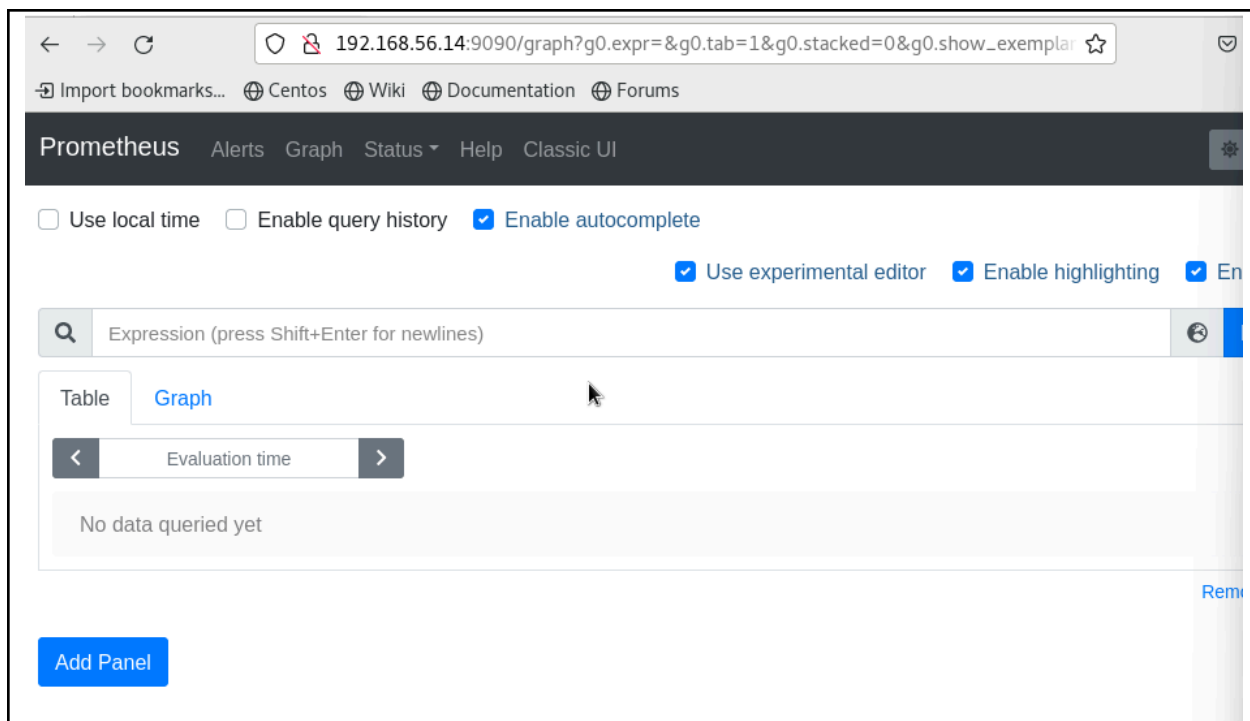 192.168.56.14:9090/graph?g0.expr=&g0.tab=1&g0.stacked=0&g0.show_exemplar
Import bookmarks... Centos Wiki Documentation Forums
Prometheus Alerts Graph Status Help Classic UI
Use local time Enable query history Enable autocomplete
Use experimental editor Enable highlighting En
Expression (press Shift+Enter for newlines)
Table Graph
Evaluation time
No data queried yet
Remo
Add Panel